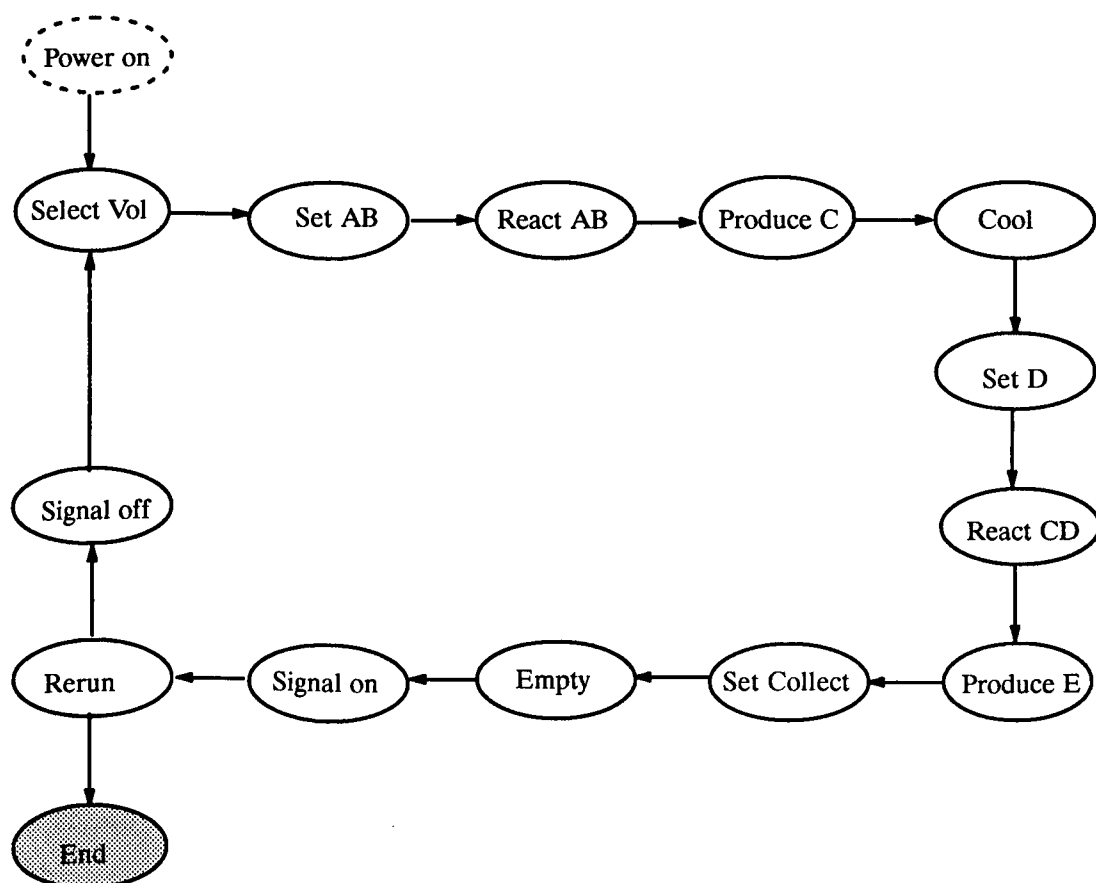 Power on
Select Vol
Set AB
React AB
Produce C
Cool
Set D
React CD
Produce E
Set Collect
Empty
Signal on
Rerun
Signal off
End